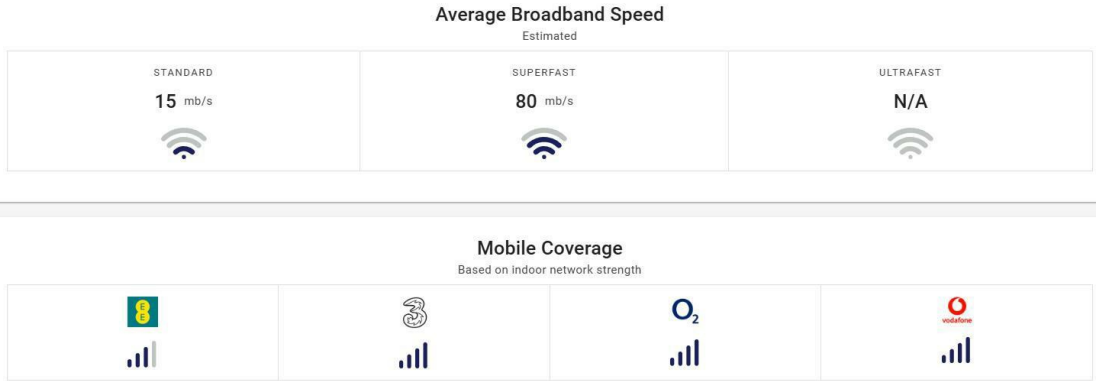 Average Broadband Speed
Estimated
STANDARD
15 mb/s
SUPERFAST
80 mb/s
ULTRAFAST
N/A
Mobile Coverage
Based on indoor network strength
EE
3
O2
vodafone